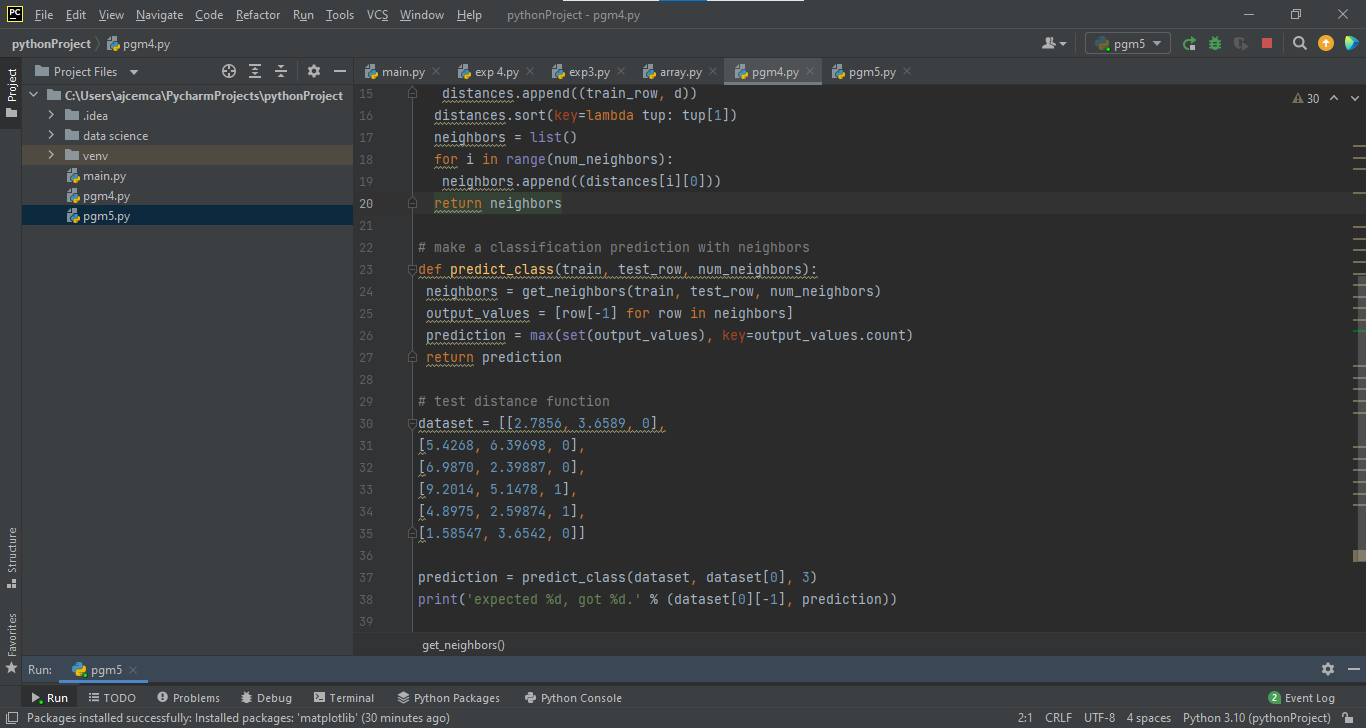 PC File Edit View Navigate Code Refactor Run Tools VCS Window Help pythonProject - pgm4.py
pythonProject pgm4.py pgm5
Project
Project Files
main.py exp 4.py exp3.py array.py pgm4.py pgm5.py
C:\Users\ajcemca\PycharmProjects\pythonProject
.idea
data science
venv
main.py
pgm4.py
pgm5.py
30
15 distances.append((train_row, d))
16 distances.sort(key=lambda tup: tup[1])
17 neighbors = list()
18 for i in range(num_neighbors):
19 neighbors.append((distances[i][0]))
20 return neighbors
21
22 # make a classification prediction with neighbors
23 def predict_class(train, test_row, num_neighbors):
24 neighbors = get_neighbors(train, test_row, num_neighbors)
25 output_values = [row[-1] for row in neighbors]
26 prediction = max(set(output_values), key=output_values.count)
27 return prediction
28
29 # test distance function
30 dataset = [[2.7856, 3.6589, 0],
31 [5.4268, 6.39698, 0],
32 [6.9870, 2.39887, 0],
33 [9.2014, 5.1478, 1],
34 [4.8975, 2.59874, 1],
35 [1.58547, 3.6542, 0]]
36
37 prediction = predict_class(dataset, dataset[0], 3)
38 print('expected %d, got %d.' % (dataset[0][-1], prediction))
39
get_neighbors()
Structure
Favorites
Run: pgm5
Run TODO Problems Debug Terminal Python Packages Python Console 2 Event Log
Packages installed successfully: Installed packages: 'matplotlib' (30 minutes ago) 2:1 CRLF UTF-8 4 spaces Python 3.10 (pythonProject)